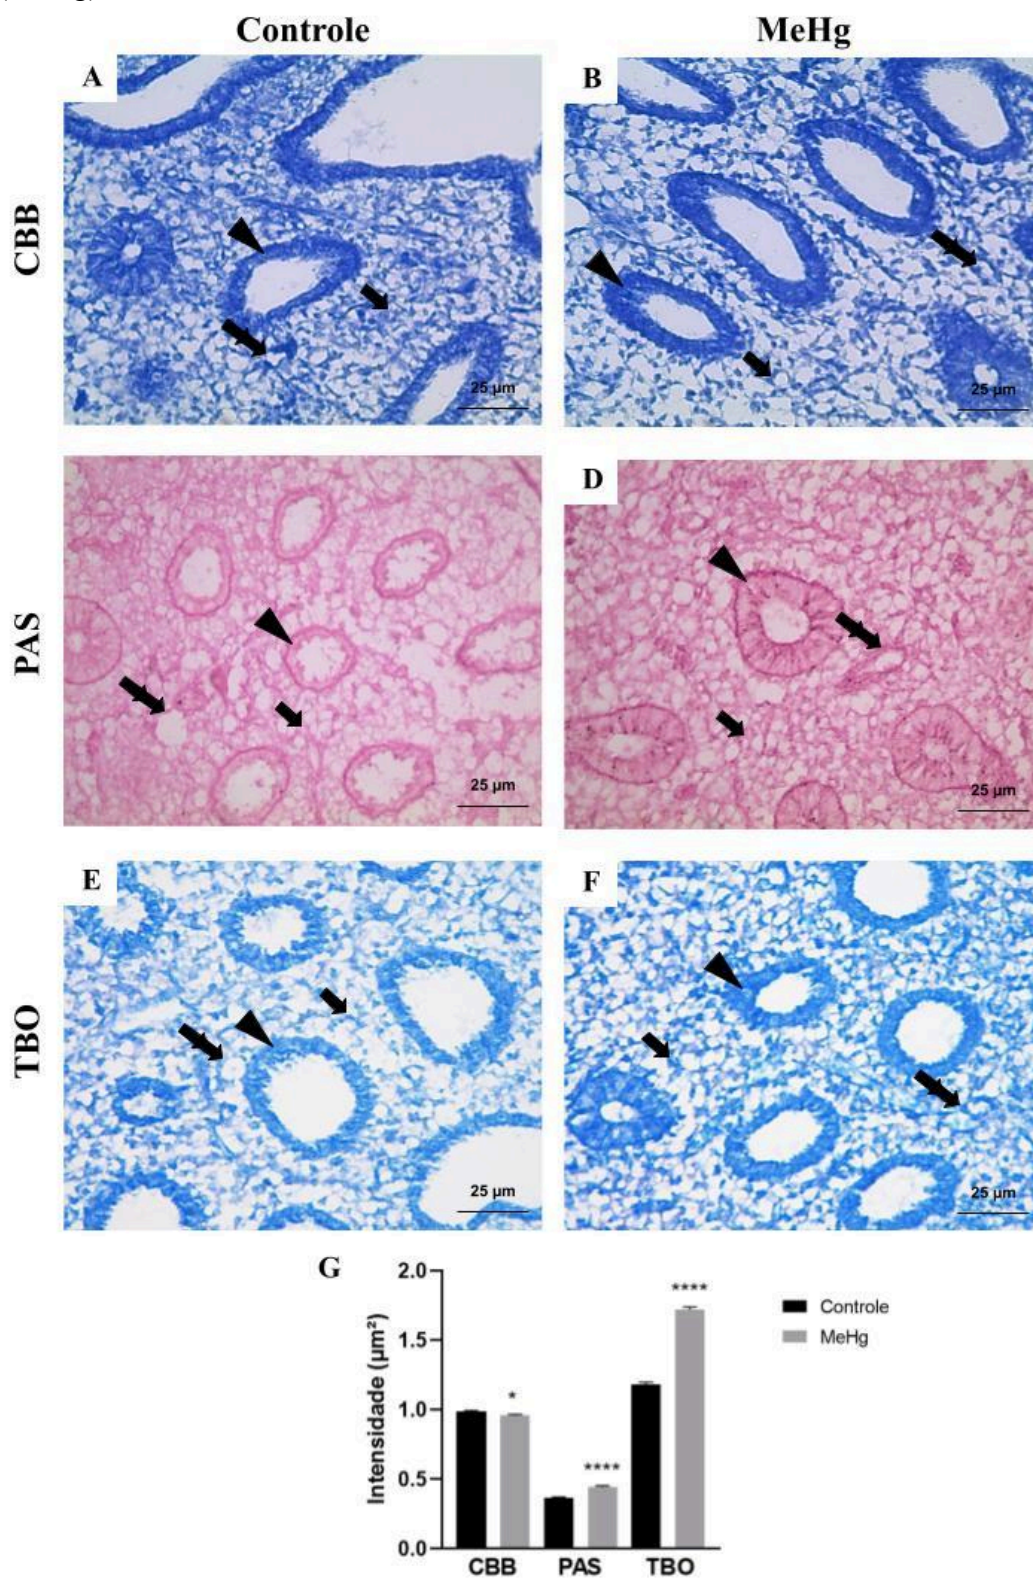 Controle
MeHg
A
B
CBB
25 µm
25 µm
D
PAS
25 µm
25 µm
E
F
TBO
25 µm
25 µm
G
2.0
1.5
1.0
0.5
0.0
Intensidade (µm²)
*
****
****
CBB
PAS
TBO
Controle
MeHg